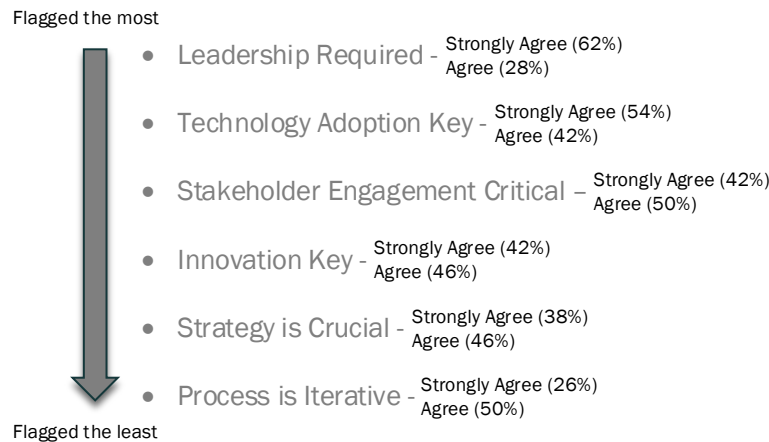 Flagged the most
• Leadership Required - Strongly Agree (62%)
Agree (28%)
• Technology Adoption Key - Strongly Agree (54%)
Agree (42%)
• Stakeholder Engagement Critical – Strongly Agree (42%)
Agree (50%)
• Innovation Key - Strongly Agree (42%)
Agree (46%)
• Strategy is Crucial - Strongly Agree (38%)
Agree (46%)
• Process is Iterative - Strongly Agree (26%)
Agree (50%)
Flagged the least